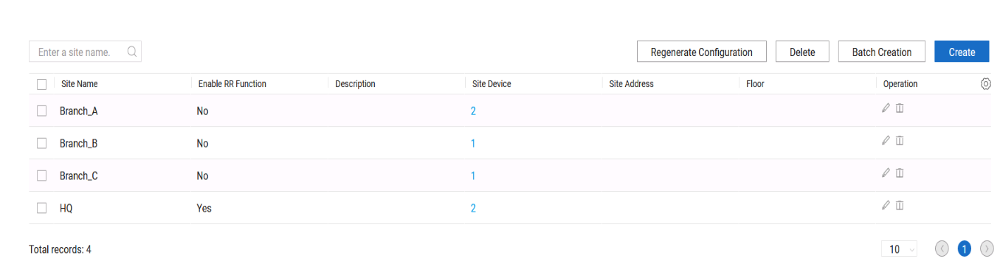 Enter a site name. Regenerate Configuration Delete Batch Creation Create
Site Name Enable RR Function Description Site Device Site Address Floor Operation
Branch_A No 2
Branch_B No 1
Branch_C No 1
HQ Yes 2
Total records: 4 10 1